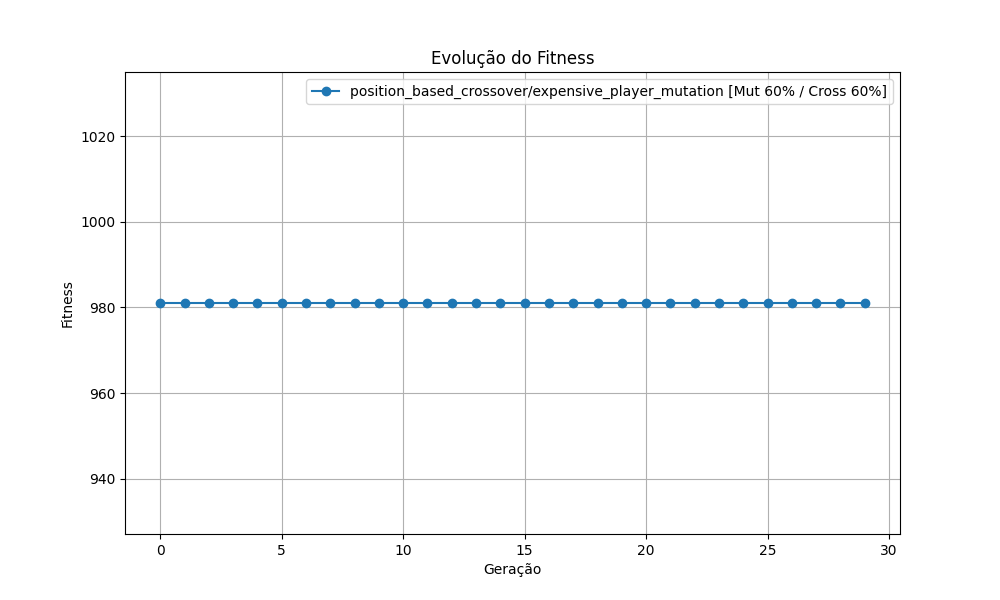 Evolução do Fitness
position_based_crossover/expensive_player_mutation [Mut 60% / Cross 60%]
1020
1000
980
960
940
Fitness
0 5 10 15 20 25 30
Geração